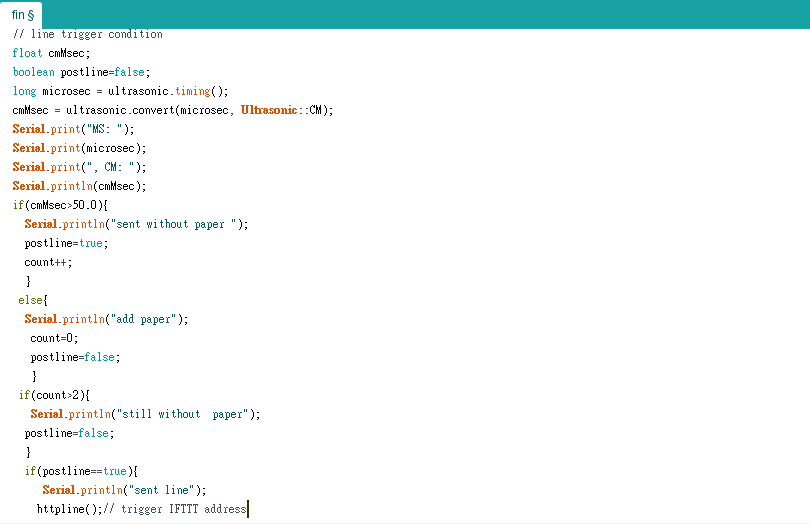 fin §
// line trigger condition
float cmMsec;
boolean postline=false;
long microsec = ultrasonic.timing();
cmMsec = ultrasonic.convert(microsec, Ultrasonic::CM);
Serial.print("MS: ");
Serial.print(microsec);
Serial.print(", CM: ");
Serial.println(cmMsec);
if(cmMsec>50.0){
Serial.println("sent without paper ");
postline=true;
count++;
}
else{
Serial.println("add paper");
count=0;
postline=false;
}
if(count>2){
Serial.println("still without  paper");
postline=false;
}
if(postline==true){
Serial.println("sent line");
httpline();// trigger IFTTT address